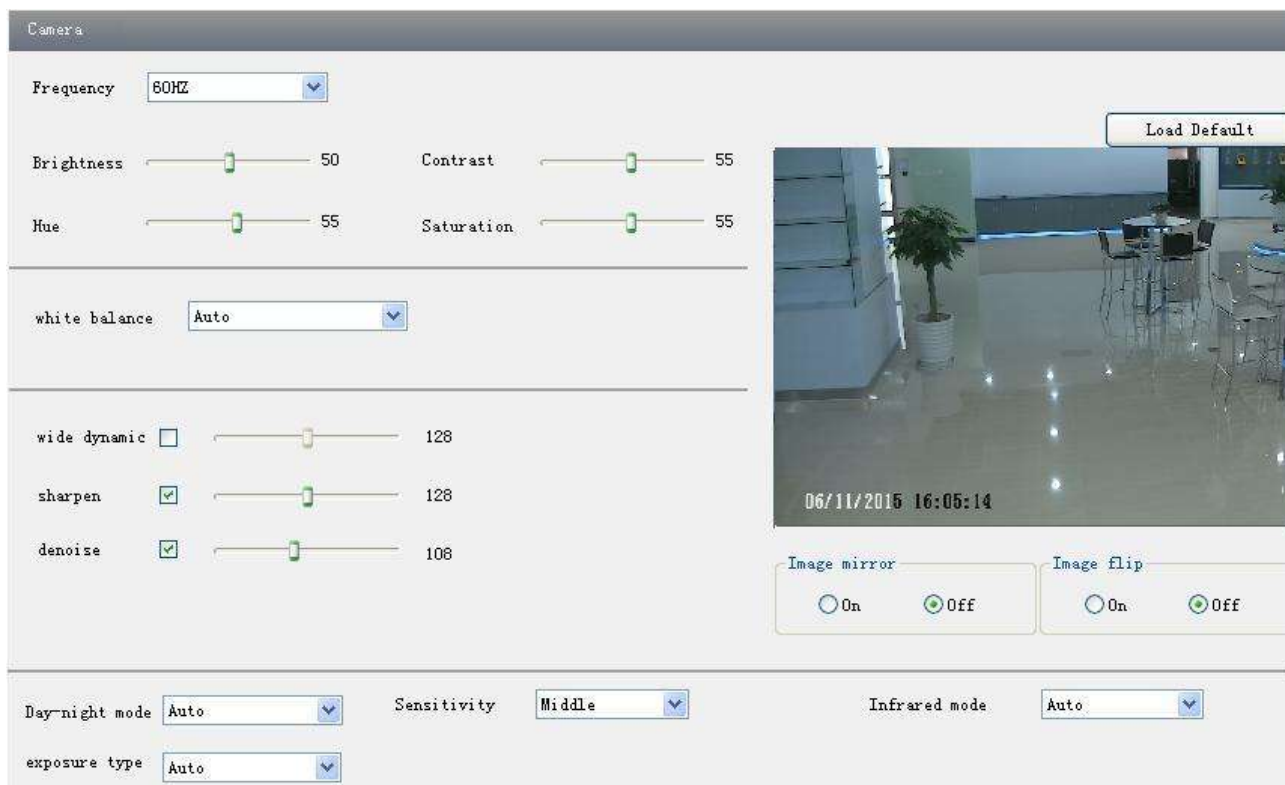 Camera
Frequency 60HZ
Load Default
Brightness 50 Contrast 55
Hue 55 Saturation 55
white balance Auto
wide dynamic 128
sharpen 128
denoise 108
06/11/2015 16:05:14
Image mirror Image flip
On Off On Off
Day-night mode Auto Sensitivity Middle Infrared mode Auto
exposure type Auto